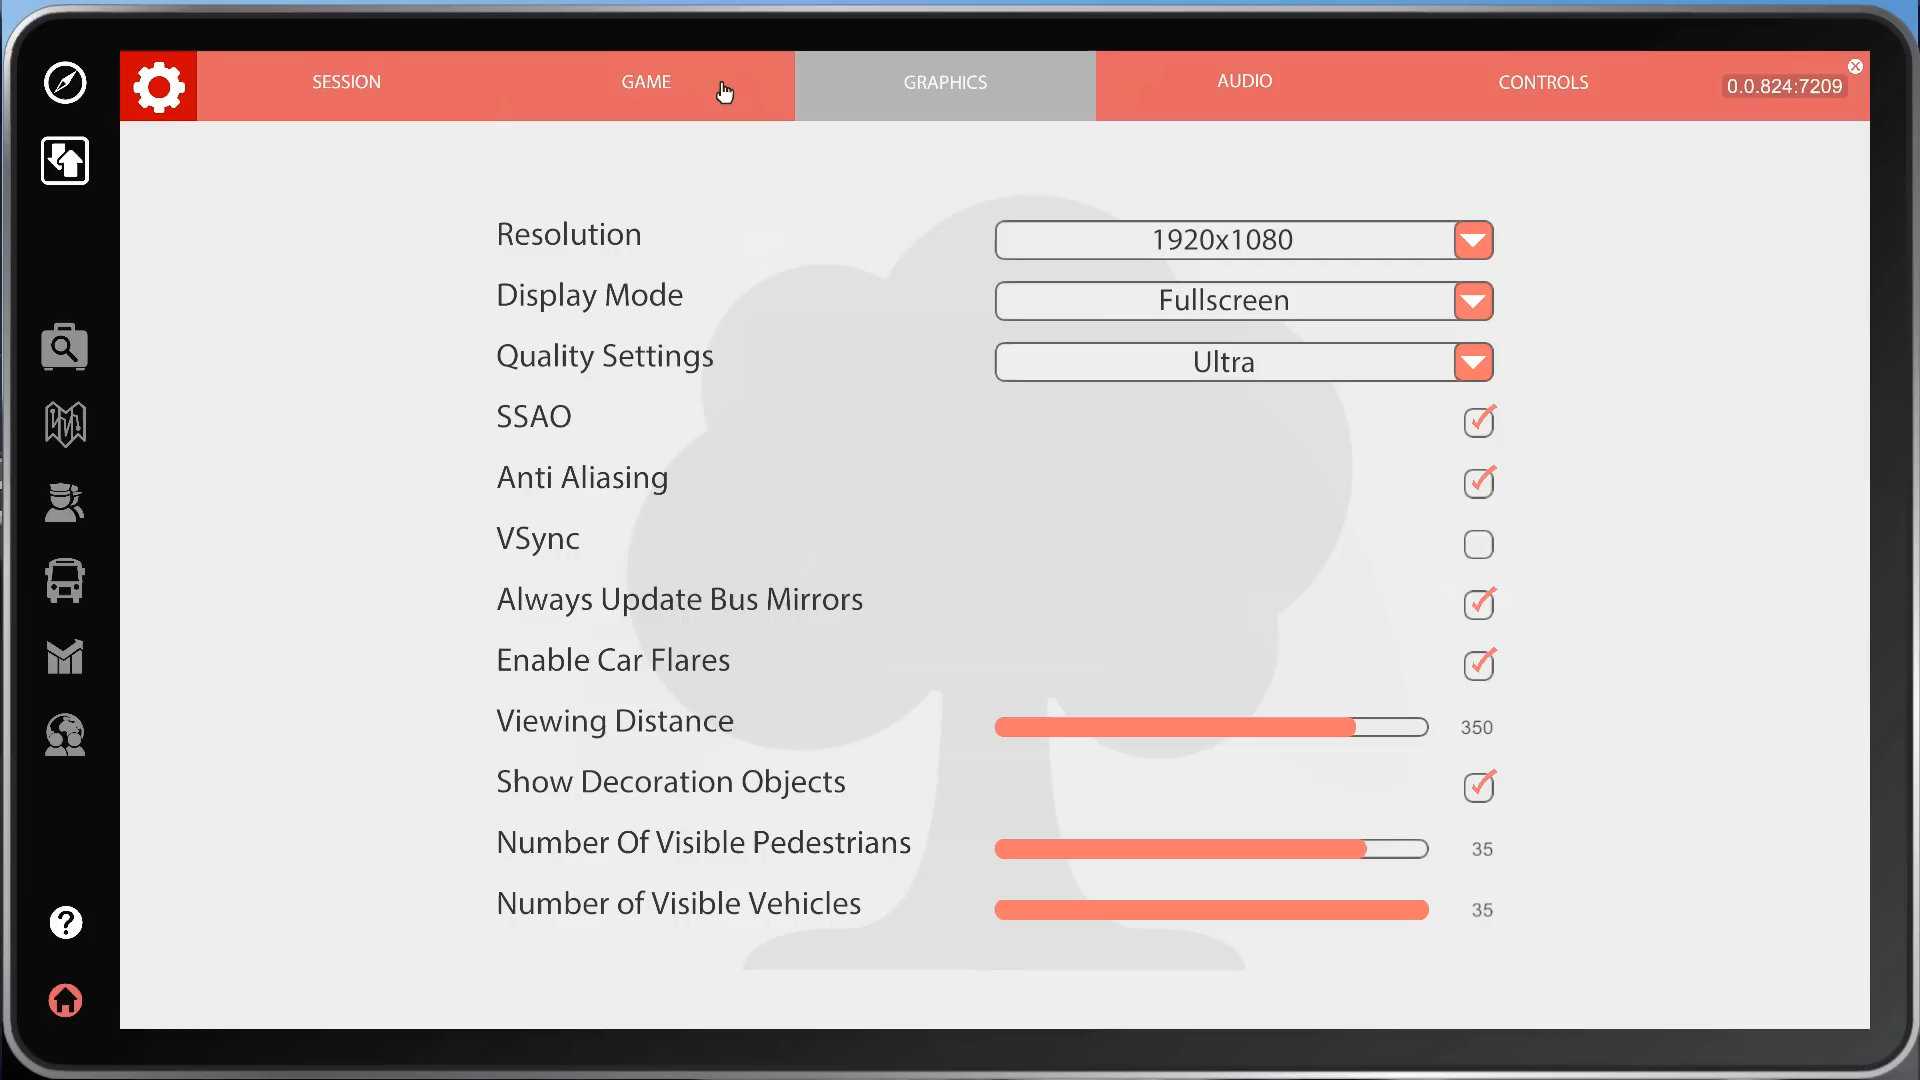 SESSION GAME GRAPHICS AUDIO CONTROLS 0.0.824:7209
Resolution 1920x1080
Display Mode Fullscreen
Quality Settings Ultra
SSAO
Anti Aliasing
VSync
Always Update Bus Mirrors
Enable Car Flares
Viewing Distance 350
Show Decoration Objects
Number Of Visible Pedestrians 35
Number of Visible Vehicles 35
?